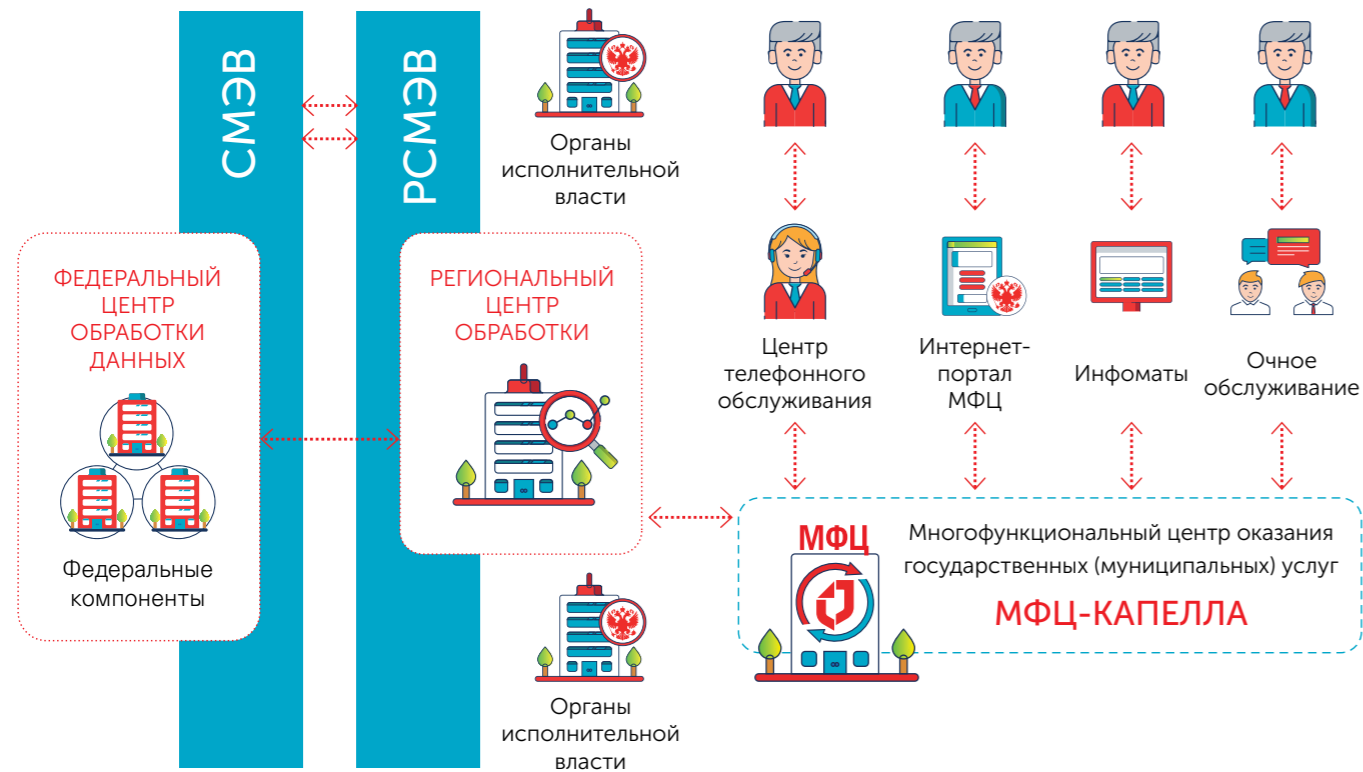 СМЭВ
РСМЭВ
Органы
исполнительной
власти
ФЕДЕРАЛЬНЫЙ
ЦЕНТР
ОБРАБОТКИ
ДАННЫХ
Федеральные
компоненты
РЕГИОНАЛЬНЫЙ
ЦЕНТР
ОБРАБОТКИ
Центр
телефонного
обслуживания
Интернет-
портал
МФЦ
Инфоматы
Очное
обслуживание
МФЦ
Многофункциональный центр оказания
государственных (муниципальных) услуг
МФЦ-КАПЕЛЛА
Органы
исполнительной
власти